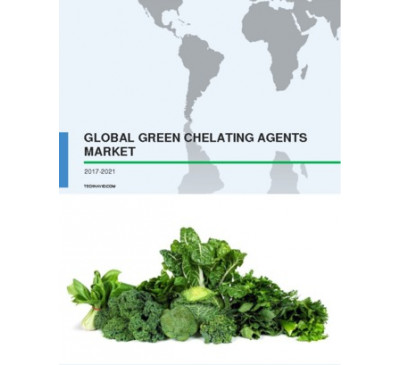 GLOBAL GREEN CHELATING AGENTS
MARKET
2017-2021